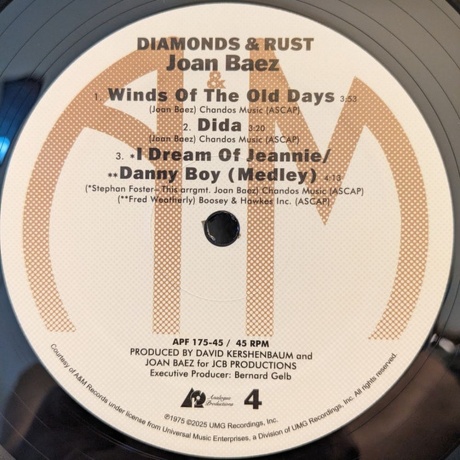 DIAMONDS & RUST
Joan Baez
&
1. Winds Of The Old Days 3:53
(Joan Baez) Chandos Music (ASCAP)
2. Dida 3:20
(Joan Baez) Chandos Music (ASCAP)
3. *I Dream Of Jeannie/
**Danny Boy (Medley) 4:13
(*Stephan Foster–This arrgmt. Joan Baez) Chandos Music (ASCAP)
(**Fred Weatherly) Boosey & Hawkes Inc. (ASCAP)
AM
APF 175-45 / 45 RPM
PRODUCED BY DAVID KERSHENBAUM and
JOAN BAEZ for JCB PRODUCTIONS
Executive Producer: Bernard Gelb
Analogue
Productions
4
℗1975 ©2025 UMG Recordings, Inc.
Courtesy of A&M Records under license from Universal Music Enterprises, a Division of UMG Recordings, Inc. All rights reserved.